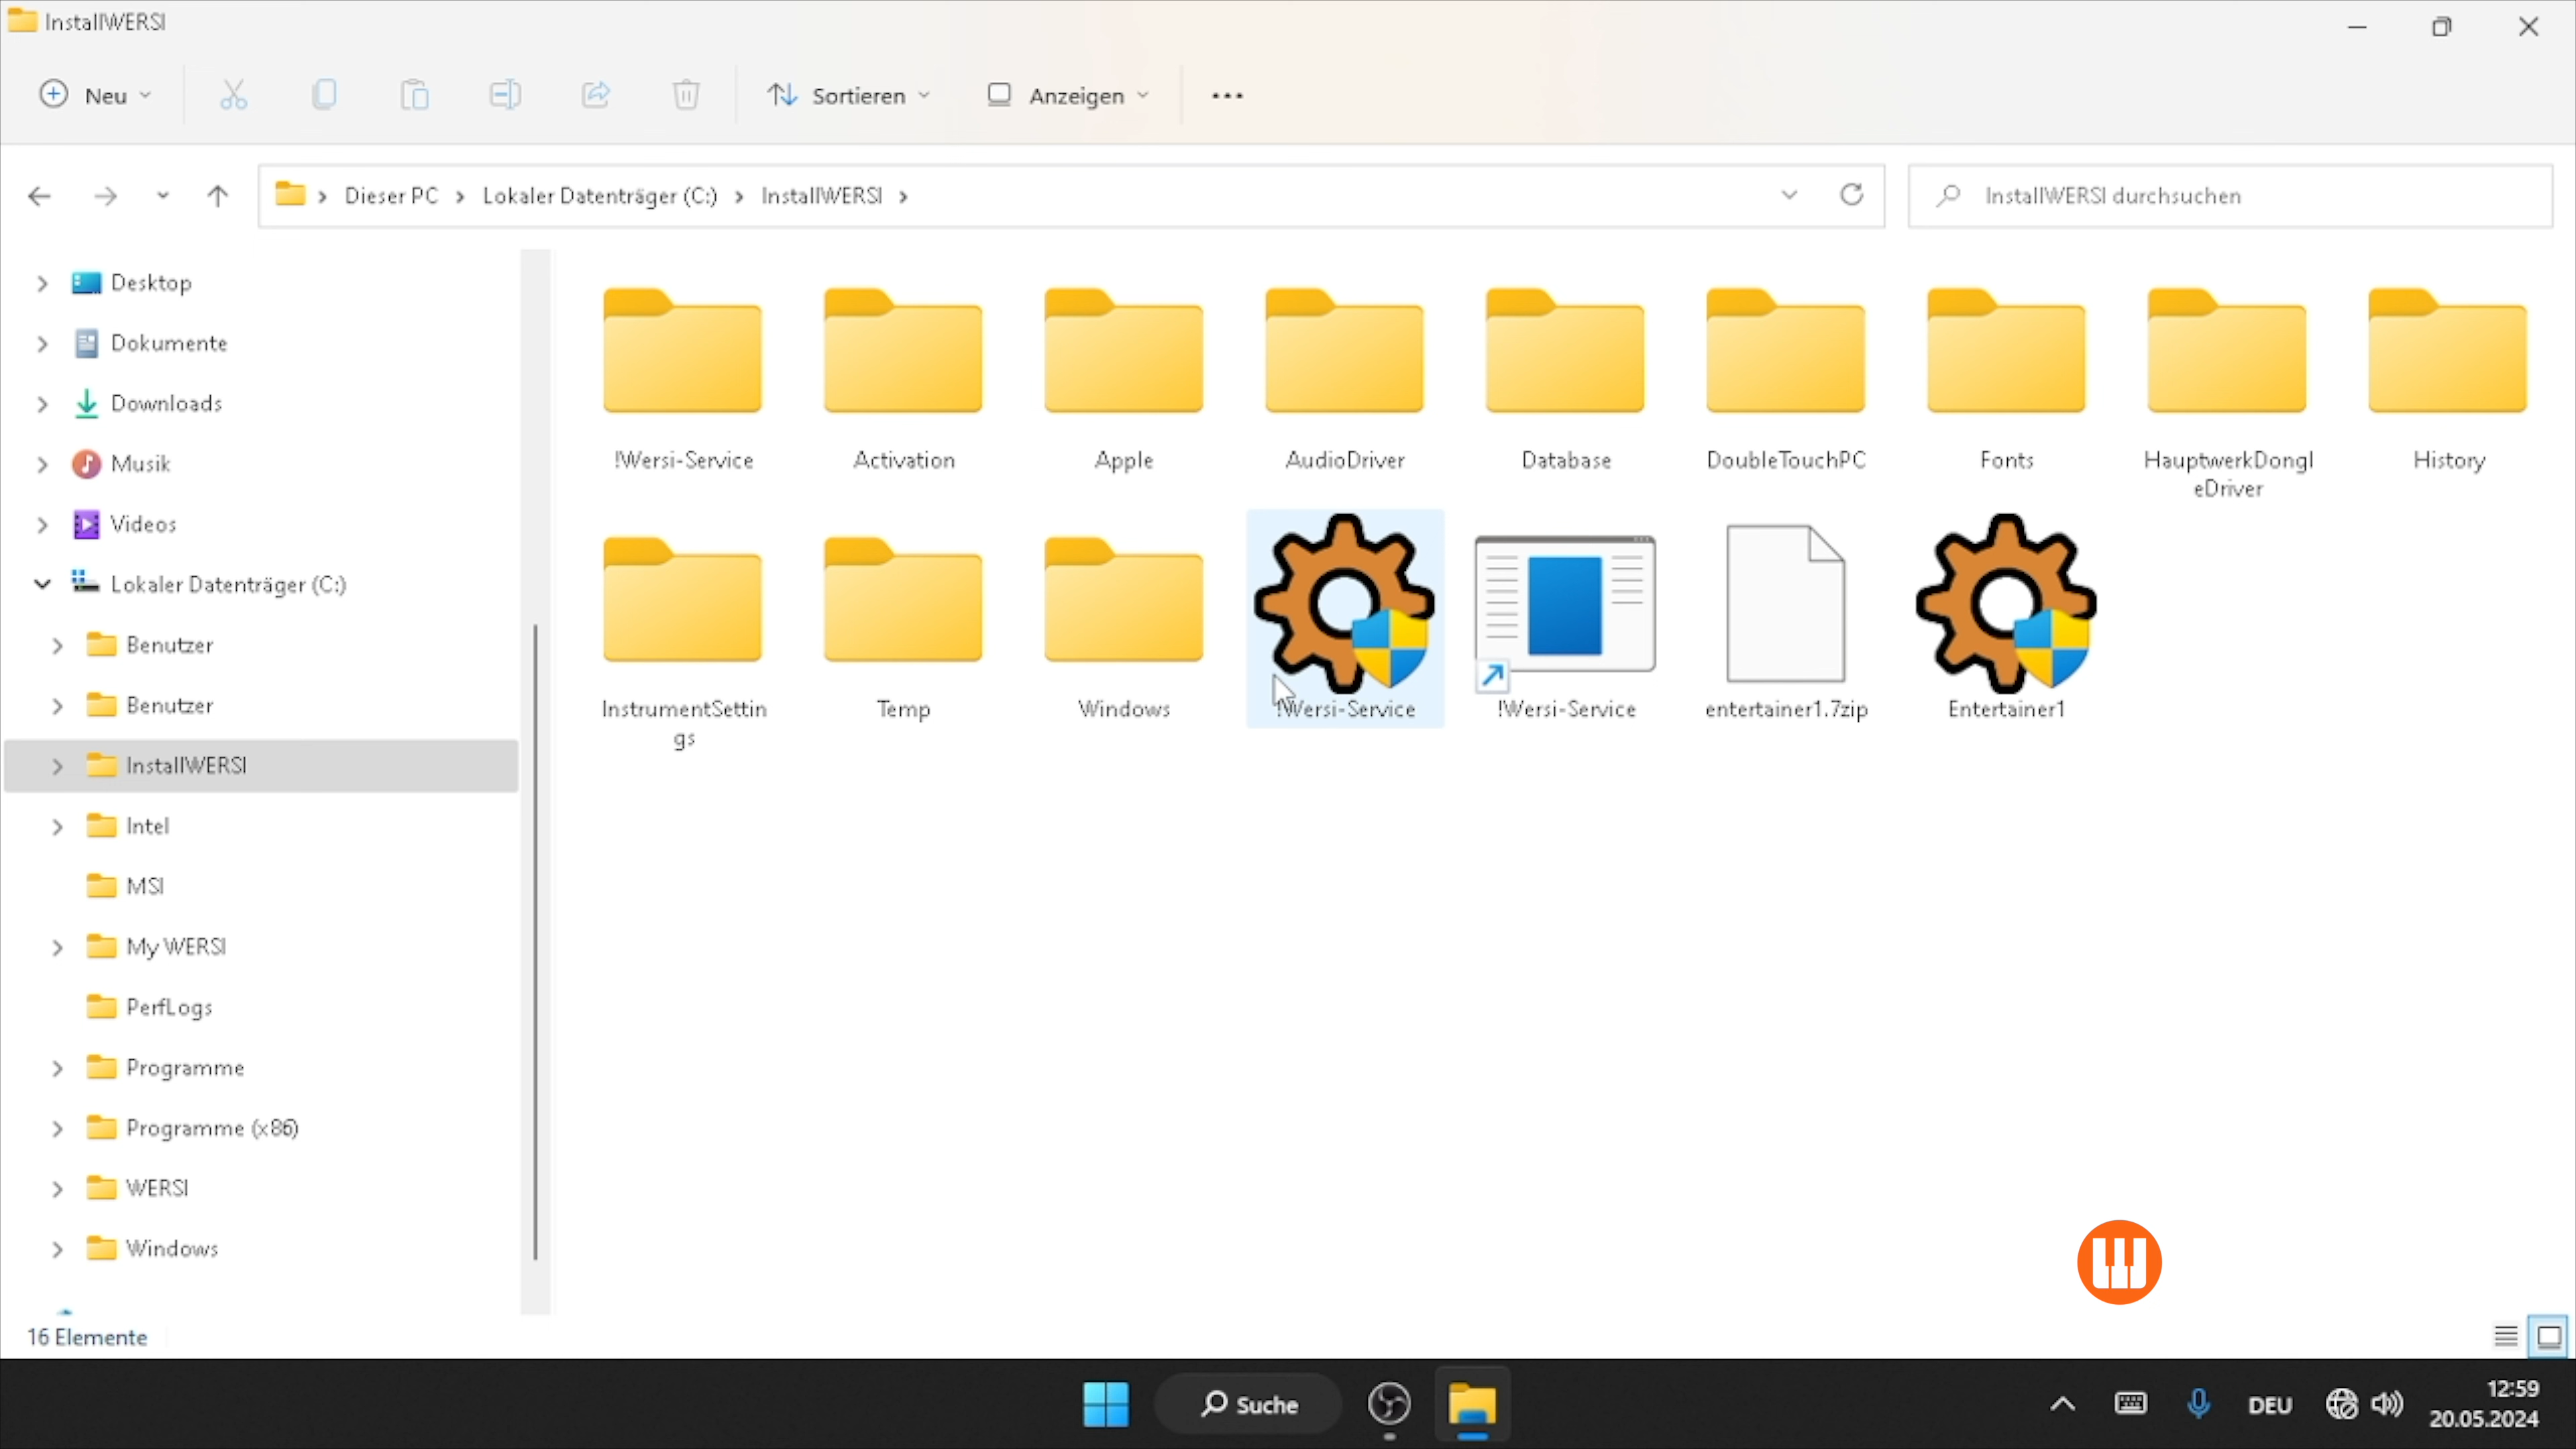 InstallWERSI
Neu
Sortieren
Anzeigen
Dieser PC
Lokaler Datenträger (C:)
InstallWERSI
InstallWERSI durchsuchen
Desktop
Dokumente
Downloads
Musik
Videos
Lokaler Datenträger (C:)
Benutzer
Benutzer
InstallWERSI
Intel
MSI
My WERSI
PerfLogs
Programme
Programme (x86)
WERSI
Windows
!Wersi-Service
Activation
Apple
AudioDriver
Database
DoubleTouchPC
Fonts
HauptwerkDongl
eDriver
History
InstrumentSettin
gs
Temp
Windows
!Wersi-Service
!Wersi-Service
entertainer1.7zip
Entertainer1
16 Elemente
Suche
DEU
12:59
20.05.2024